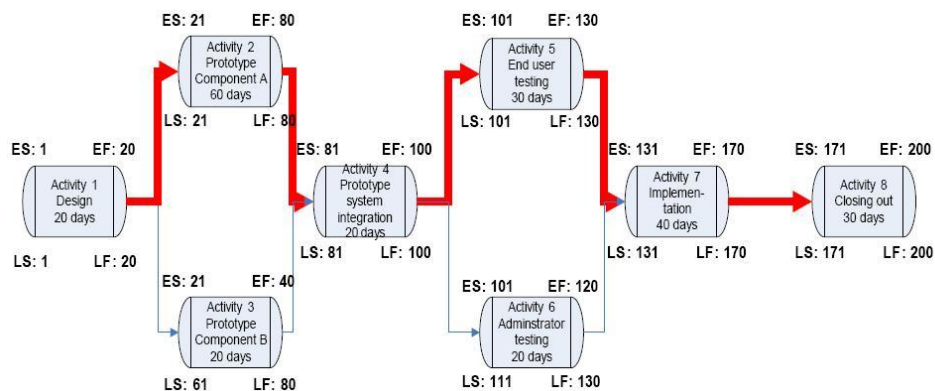 ES: 21 EF: 80
Activity 2
Prototype
Component A
60 days
LS: 21 LF: 80
ES: 101 EF: 130
Activity 5
End user
testing
30 days
LS: 101 LF: 130
ES: 1 EF: 20
Activity 1
Design
20 days
LS: 1 LF: 20
ES: 81 EF: 100
Activity 4
Prototype
system
integration
20 days
LS: 81 LF: 100
ES: 131 EF: 170
Activity 7
Implemen-
tation
40 days
LS: 131 LF: 170
ES: 171 EF: 200
Activity 8
Closing out
30 days
LS: 171 LF: 200
ES: 21 EF: 40
Activity 3
Prototype
Component B
20 days
LS: 61 LF: 80
ES: 101 EF: 120
Activity 6
Adminstrator
testing
20 days
LS: 111 LF: 130